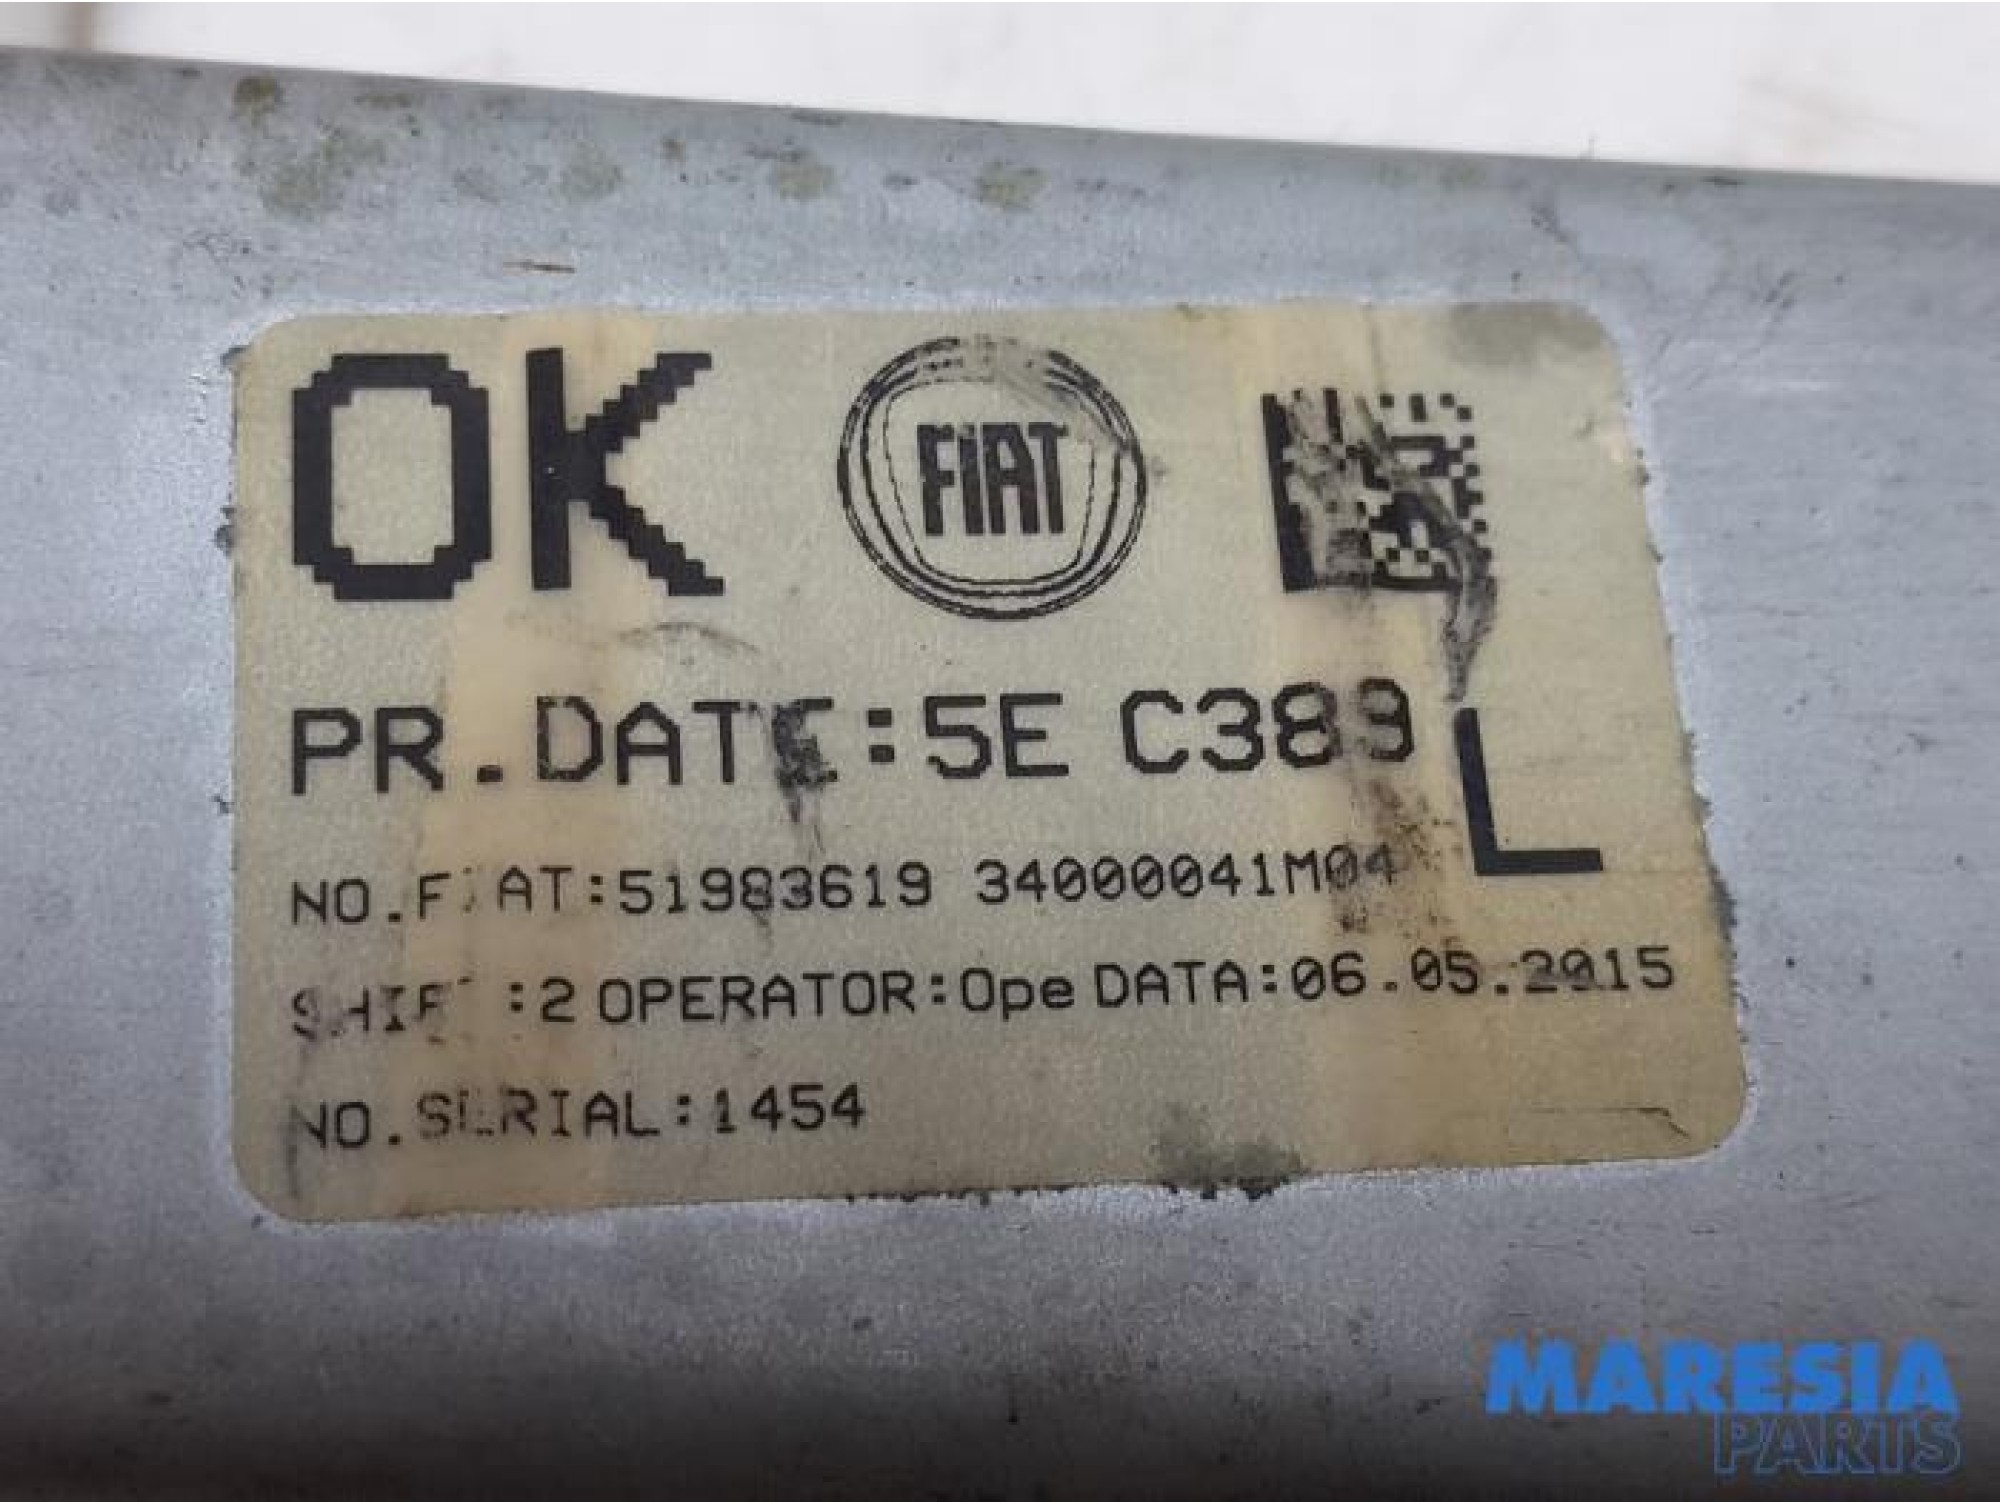 OK FIAT
PR.DATE:5E C389 L
NO.FIAT:51983619 34000041M04
SHIFT:2 OPERATOR:Ope DATA:06.05.2015
NO.SERIAL:1454
MARESIA
PARTS